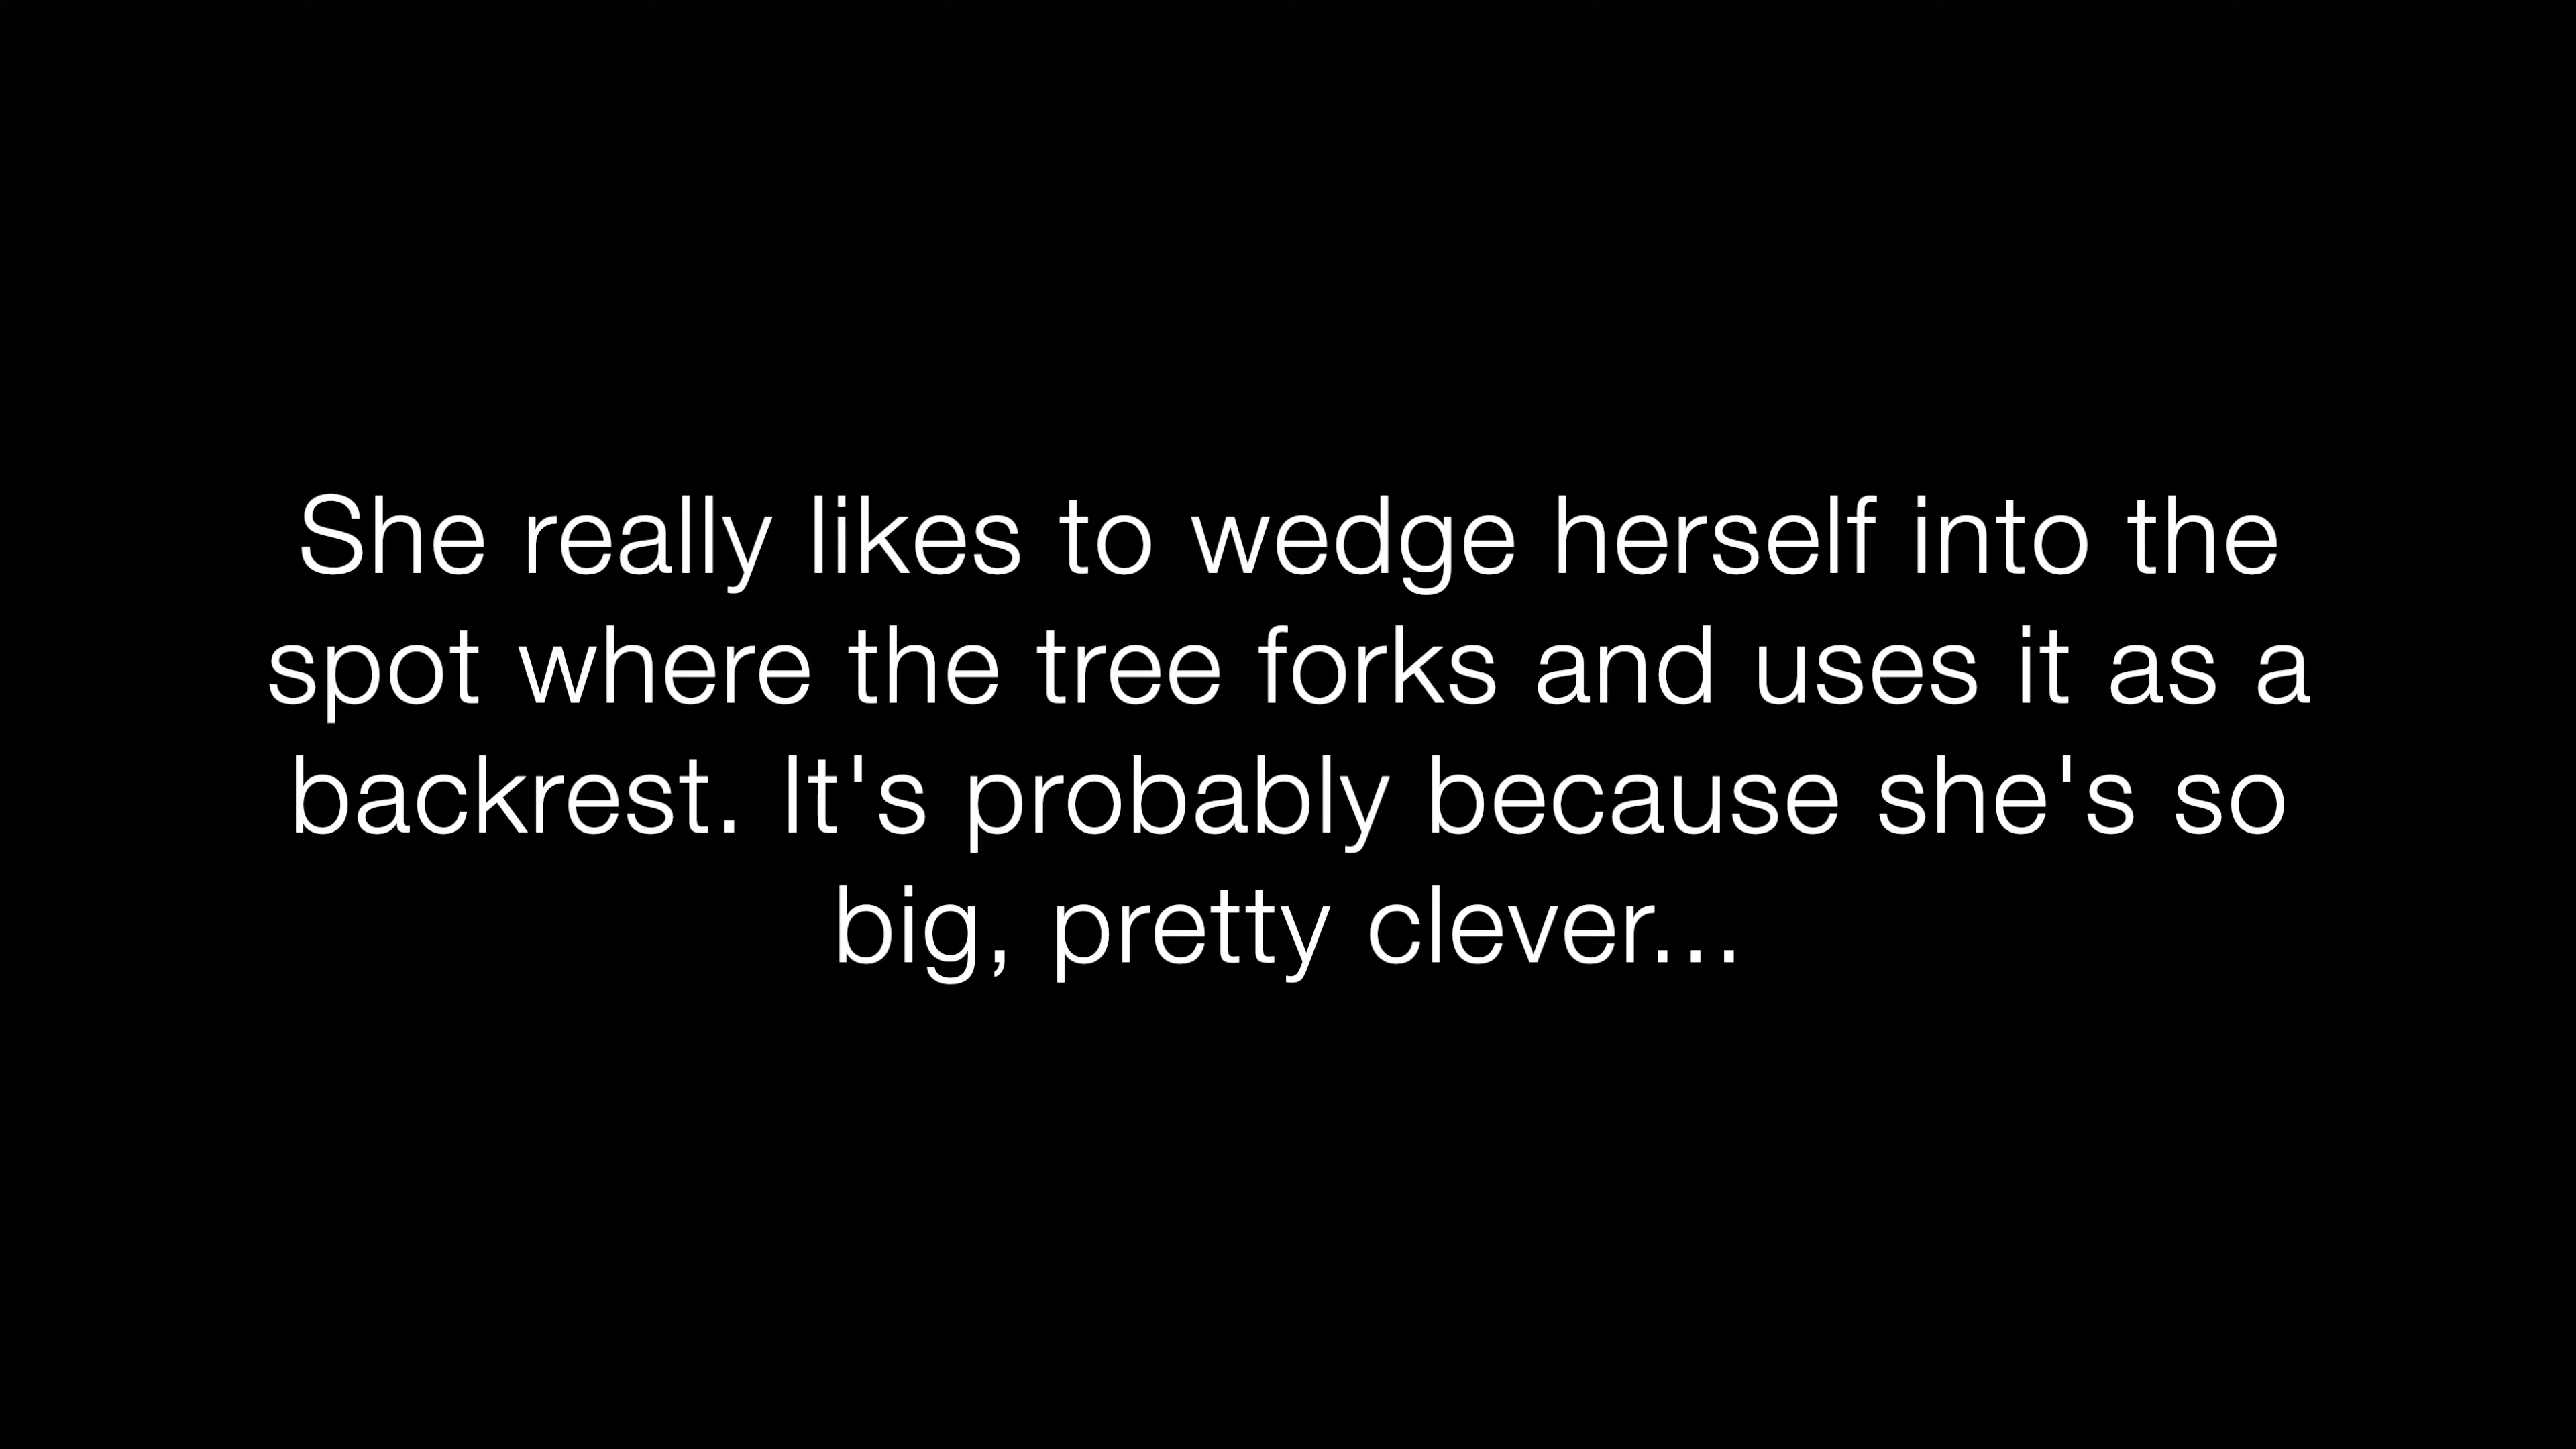 She really likes to wedge herself into the
spot where the tree forks and uses it as a
backrest. It's probably because she's so
big, pretty clever...